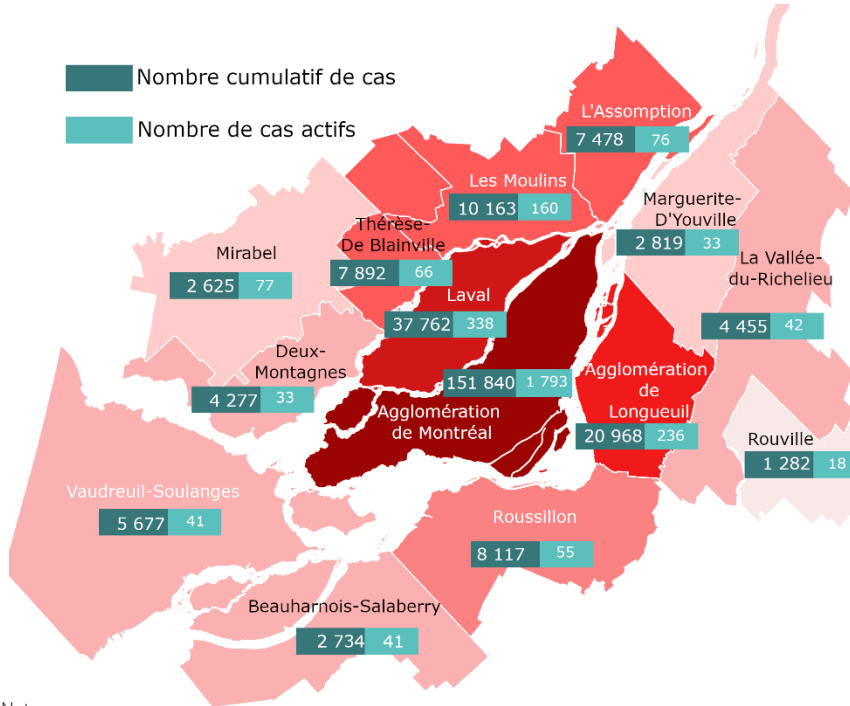 Nombre cumulatif de cas
Nombre de cas actifs
L'Assomption
7 478 76
Les Moulins
10 163 160
Marguerite-
D'Youville
2 819 33
Thérèse-
De Blainville
7 892 66
Mirabel
2 625 77
La Vallée-
du-Richelieu
4 455 42
Laval
37 762 338
Deux-
Montagnes
4 277 33
151 840 1 793
Agglomération
de Montréal
Agglomération
de
Longueuil
20 968 236
Rouville
1 282 18
Vaudreuil-Soulanges
5 677 41
Roussillon
8 117 55
Beauharnois-Salaberry
2 734 41